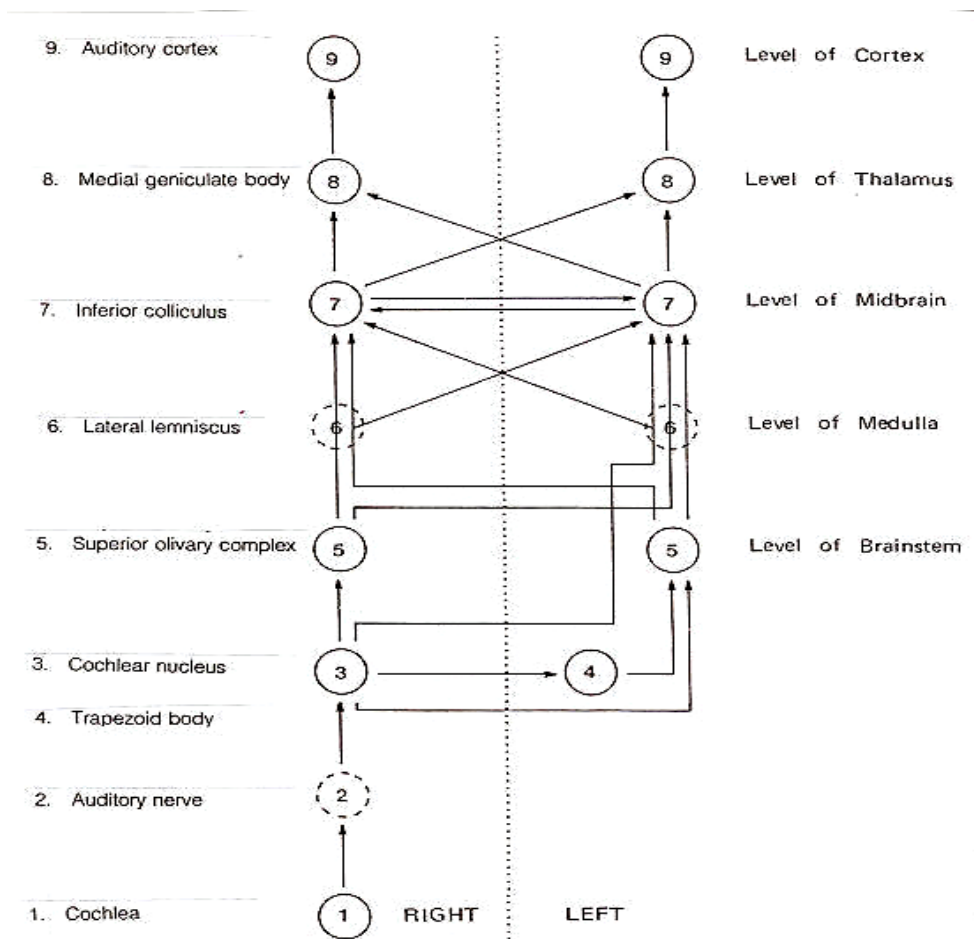 9. Auditory cortex 9 9 Level of Cortex
8. Medial geniculate body 8 8 Level of Thalamus
7. Inferior colliculus 7 7 Level of Midbrain
6. Lateral lemniscus 6 6 Level of Medulla
5. Superior olivary complex 5 5 Level of Brainstem
3. Cochlear nucleus 3 4
4. Trapezoid body
2. Auditory nerve 2
1. Cochlea 1 RIGHT LEFT